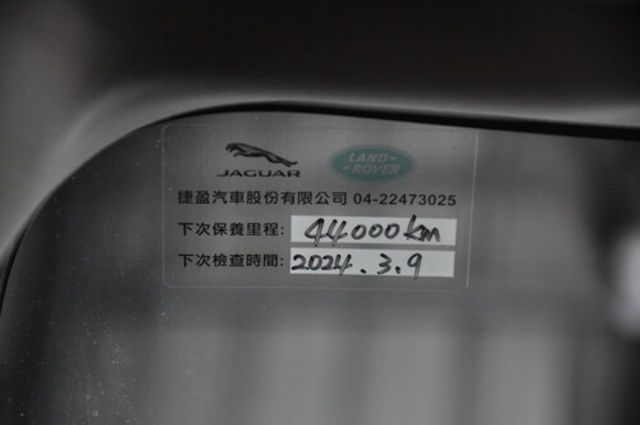 JAGUAR
LAND-
-ROVER
捷盈汽車股份有限公司 04-22473025
下次保養里程: 44000km
下次檢查時間: 2024.3.9